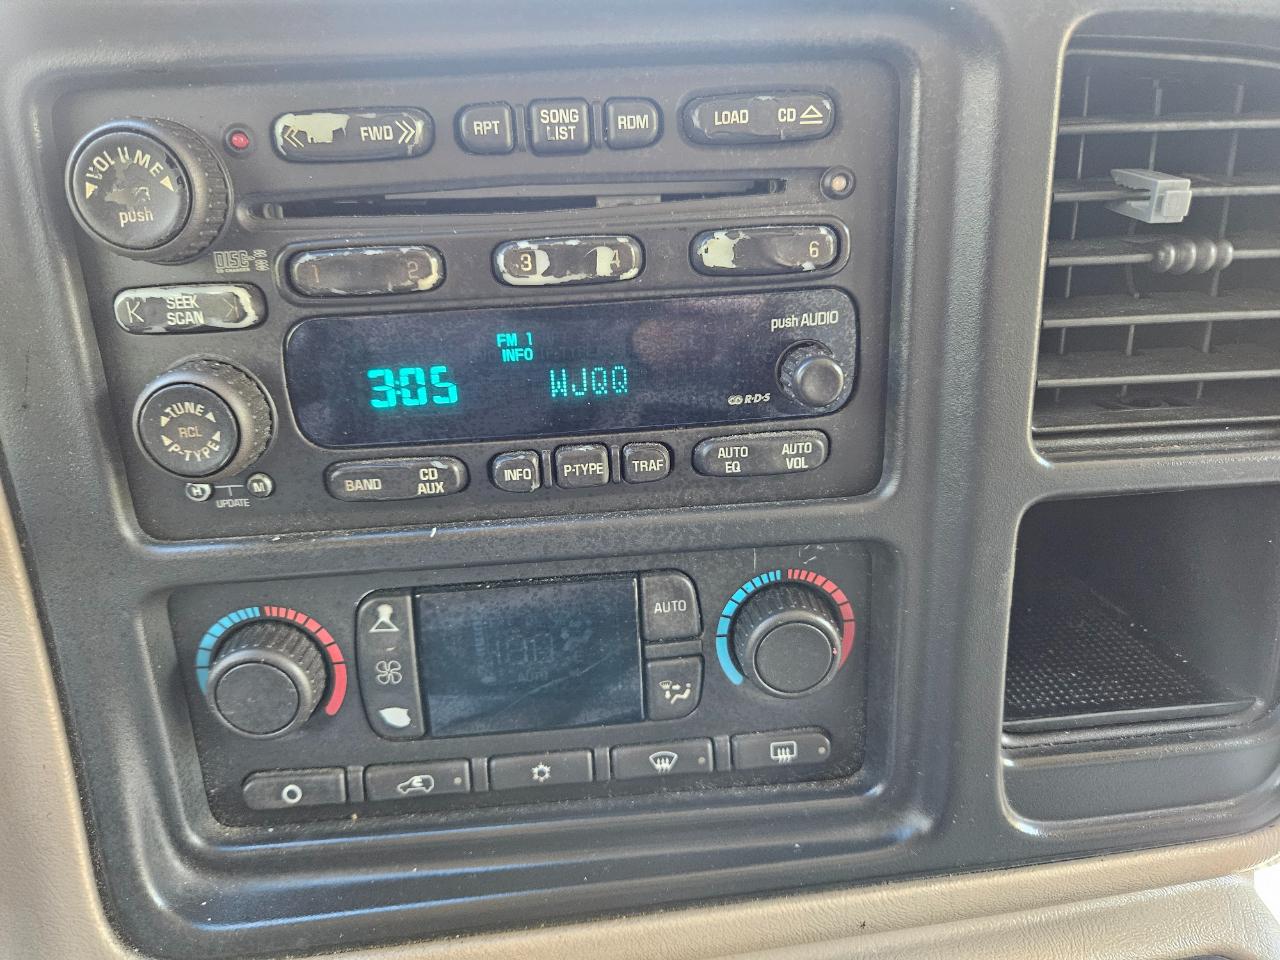 FWD
RPT
SONG
LIST
RDM
LOAD CD
VOLUME
push
DISC
1 2
3 4
6
SEEK
SCAN
push AUDIO
FM 1
INFO
3:05 WJQQ
CD R·D·S
TUNE
RCL
P-TYPE
H M
UPDATE
BAND
CD
AUX
INFO
P-TYPE
TRAF
AUTO
EQ
AUTO
VOL
AUTO